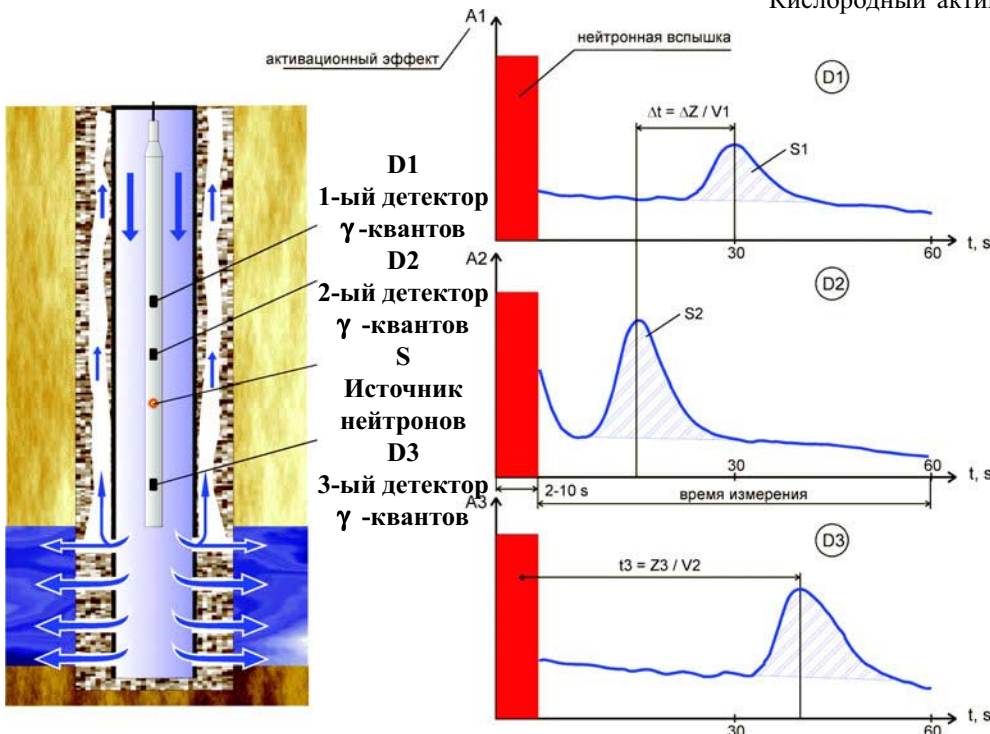 Кислородный
A1
нейтронная вспышка
активационный эффект
D1
Δt = ΔZ / V1
S1
30
60
t, s
D1
1-ый детектор
γ -квантов
D2
2-ый детектор
γ -квантов
S
Источник
нейтронов
D3
3-ый детектор
γ -квантов
A2
D2
S2
30
60
t, s
2-10 s
время измерения
A3
D3
t3 = Z3 / V2
30
60
t, s